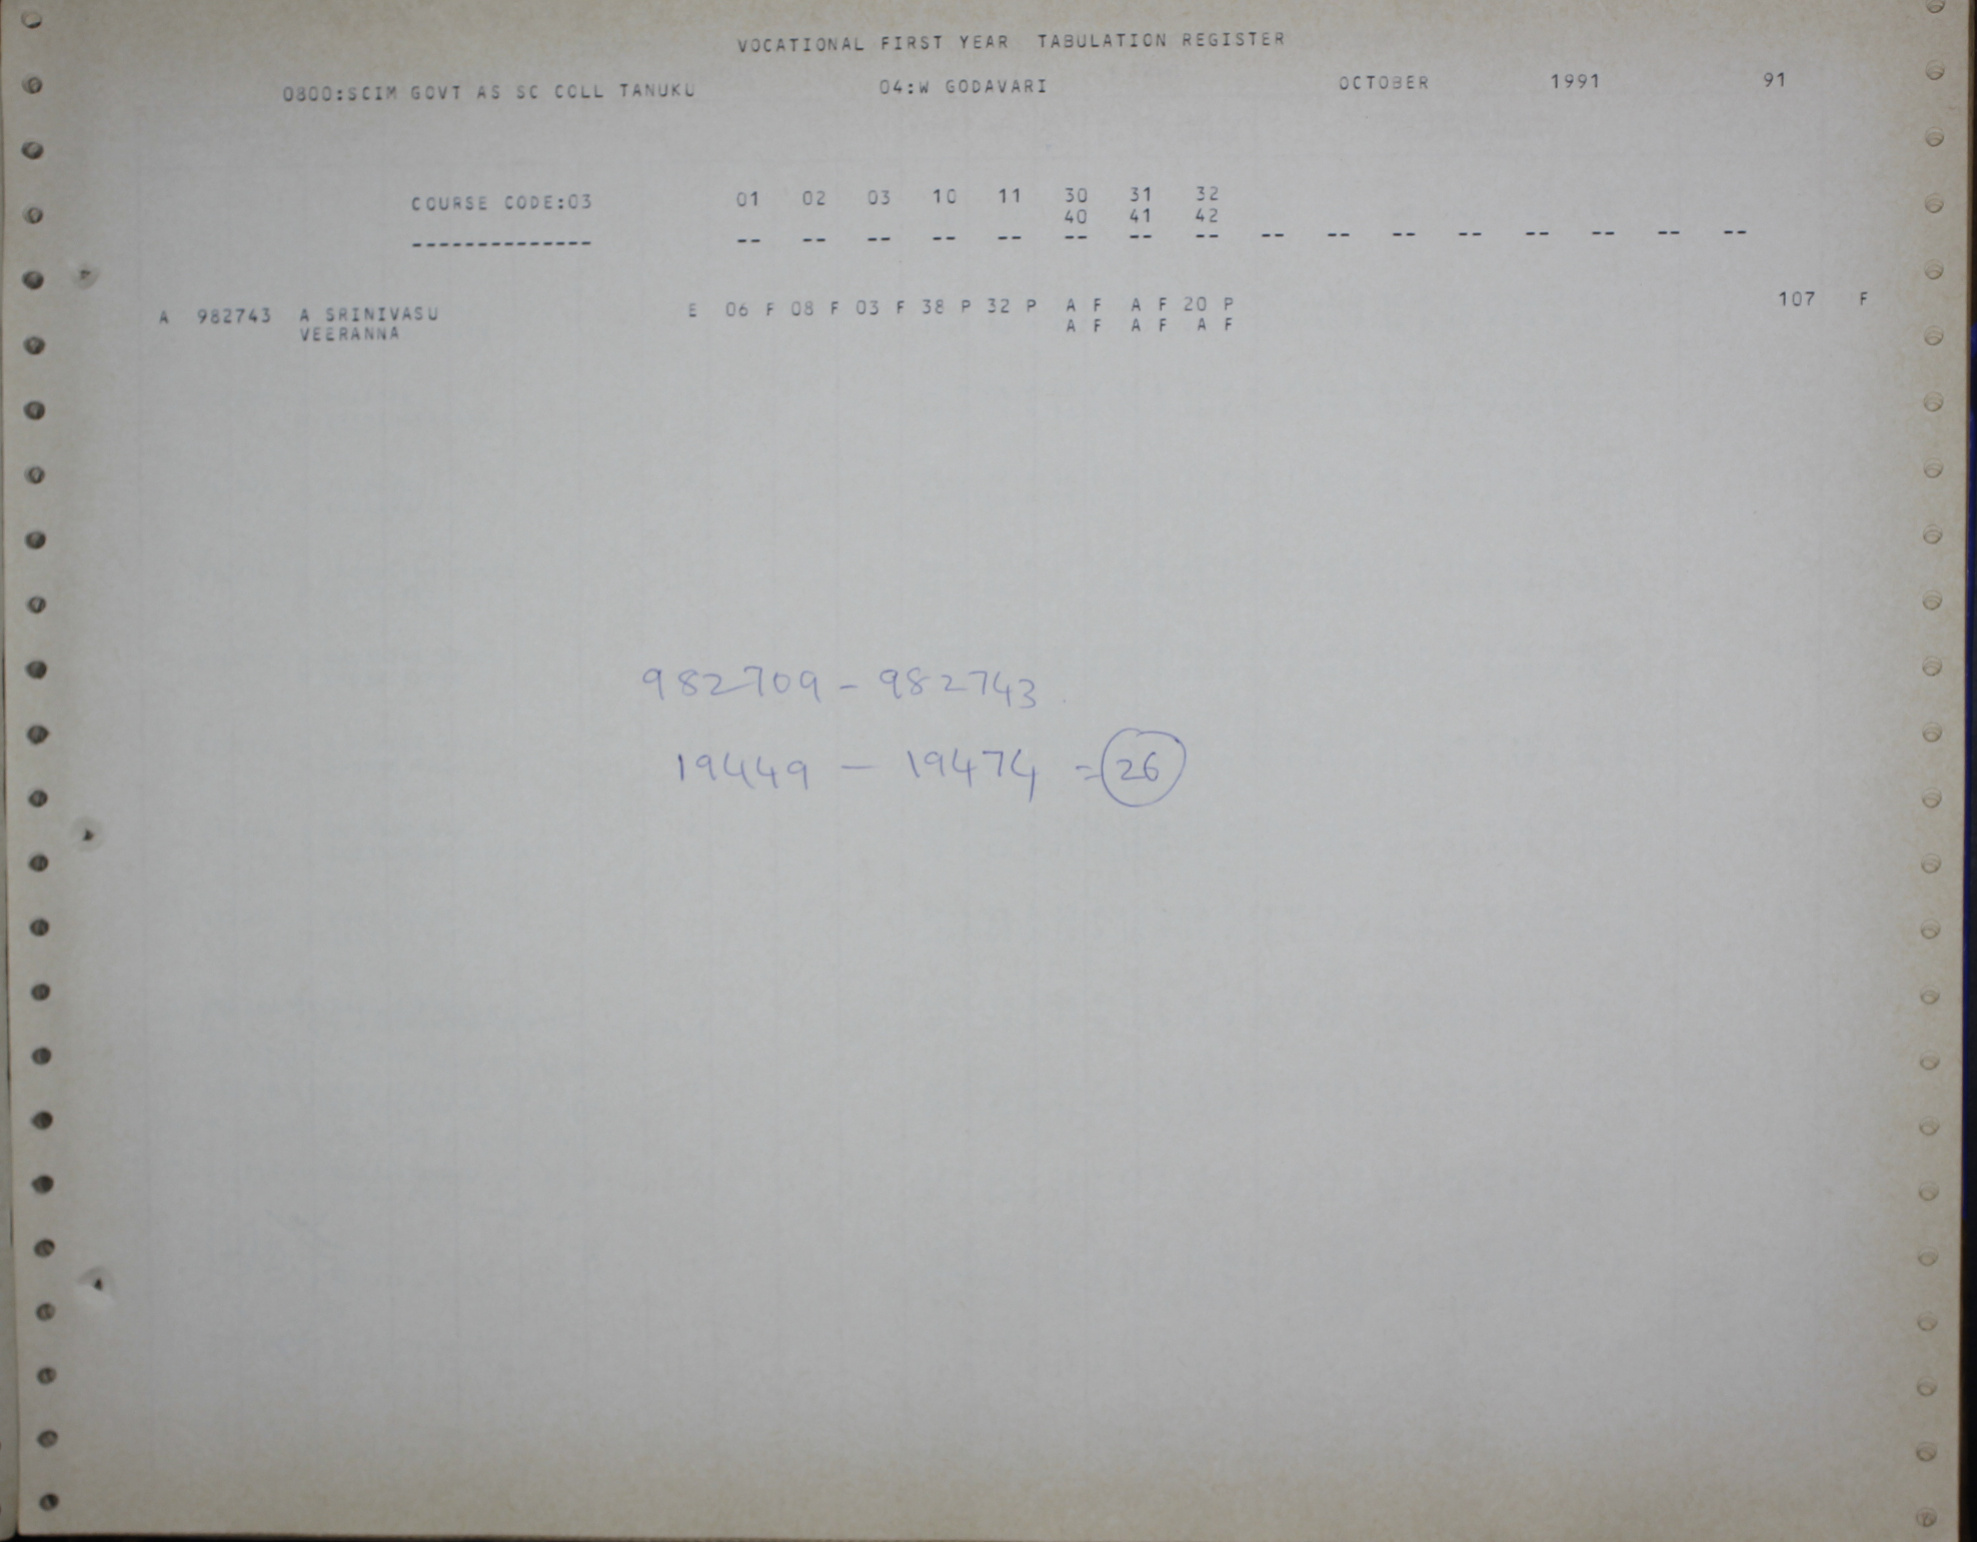 VOCATIONAL FIRST YEAR TABULATION REGISTER
0800:SCIM GOVT AS SC COLL TANUKU 04:W GODAVARI OCTOBER 1991 91
COURSE CODE:03 01 02 03 10 11 30 31 32
40 41 42
-------------- -- -- -- -- -- -- -- -- -- -- -- -- -- -- -- --
A 982743 A SRINIVASU E 06 F 08 F 03 F 38 P 32 P A F A F 20 P 107 F
VEERANNA A F A F A F
982709 - 982743
19449 - 19474 = 26